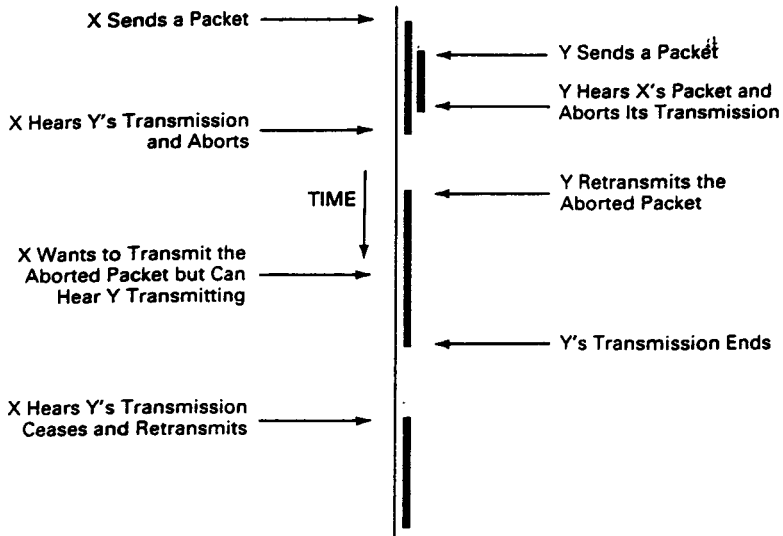 X Sends a Packet
Y Sends a Packet
Y Hears X's Packet and
Aborts Its Transmission
X Hears Y's Transmission
and Aborts
Y Retransmits the
Aborted Packet
TIME
X Wants to Transmit the
Aborted Packet but Can
Hear Y Transmitting
Y's Transmission Ends
X Hears Y's Transmission
Ceases and Retransmits